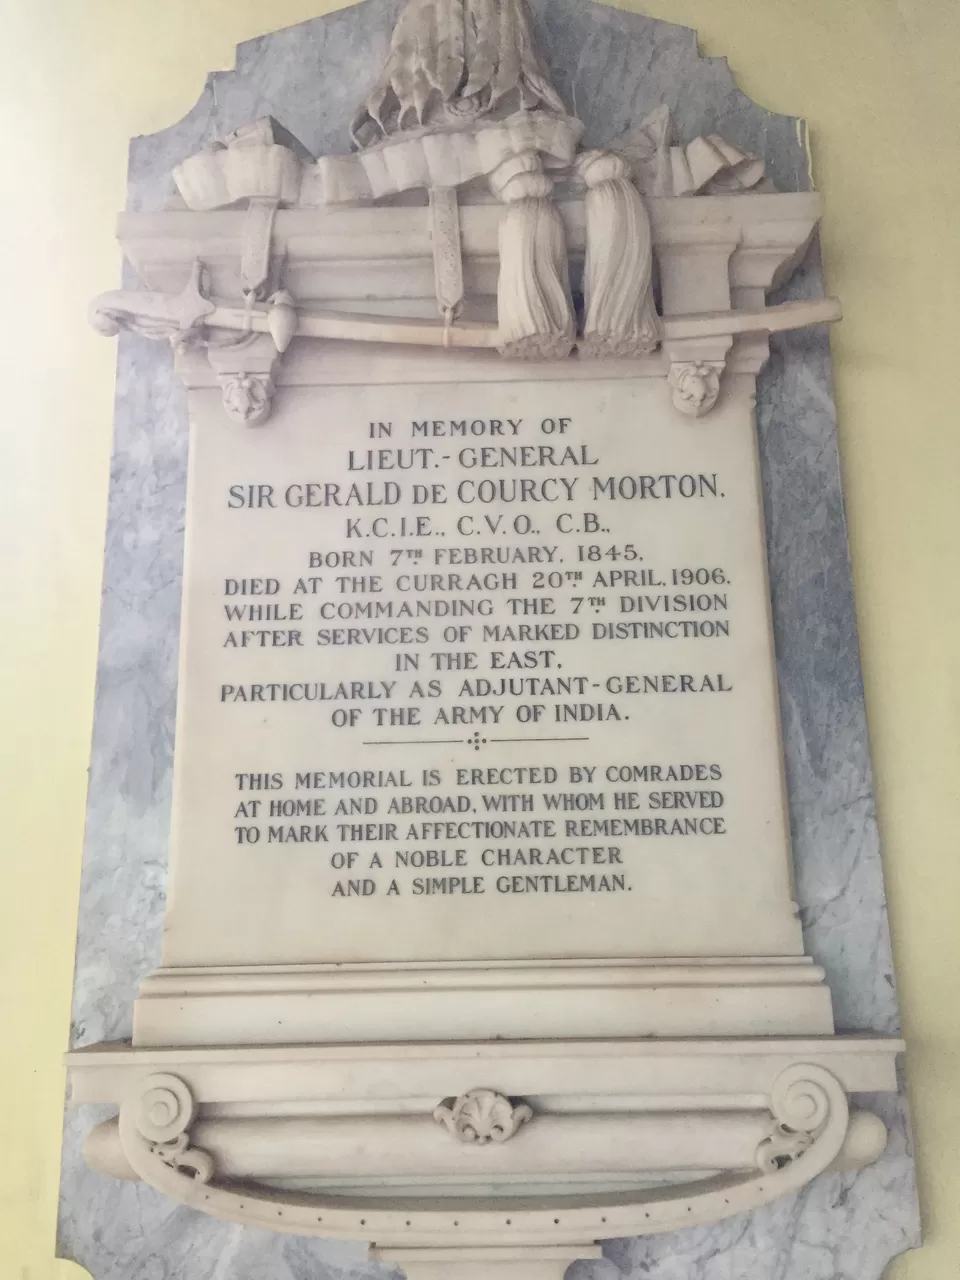 IN MEMORY OF
LIEUT.-GENERAL
SIR GERALD DE COURCY MORTON.
K.C.I.E., C.V.O., C.B.,
BORN 7TH FEBRUARY, 1845,
DIED AT THE CURRAGH 20TH APRIL, 1906,
WHILE COMMANDING THE 7TH DIVISION
AFTER SERVICES OF MARKED DISTINCTION
IN THE EAST,
PARTICULARLY AS ADJUTANT-GENERAL
OF THE ARMY OF INDIA.
THIS MEMORIAL IS ERECTED BY COMRADES
AT HOME AND ABROAD, WITH WHOM HE SERVED
TO MARK THEIR AFFECTIONATE REMEMBRANCE
OF A NOBLE CHARACTER
AND A SIMPLE GENTLEMAN.